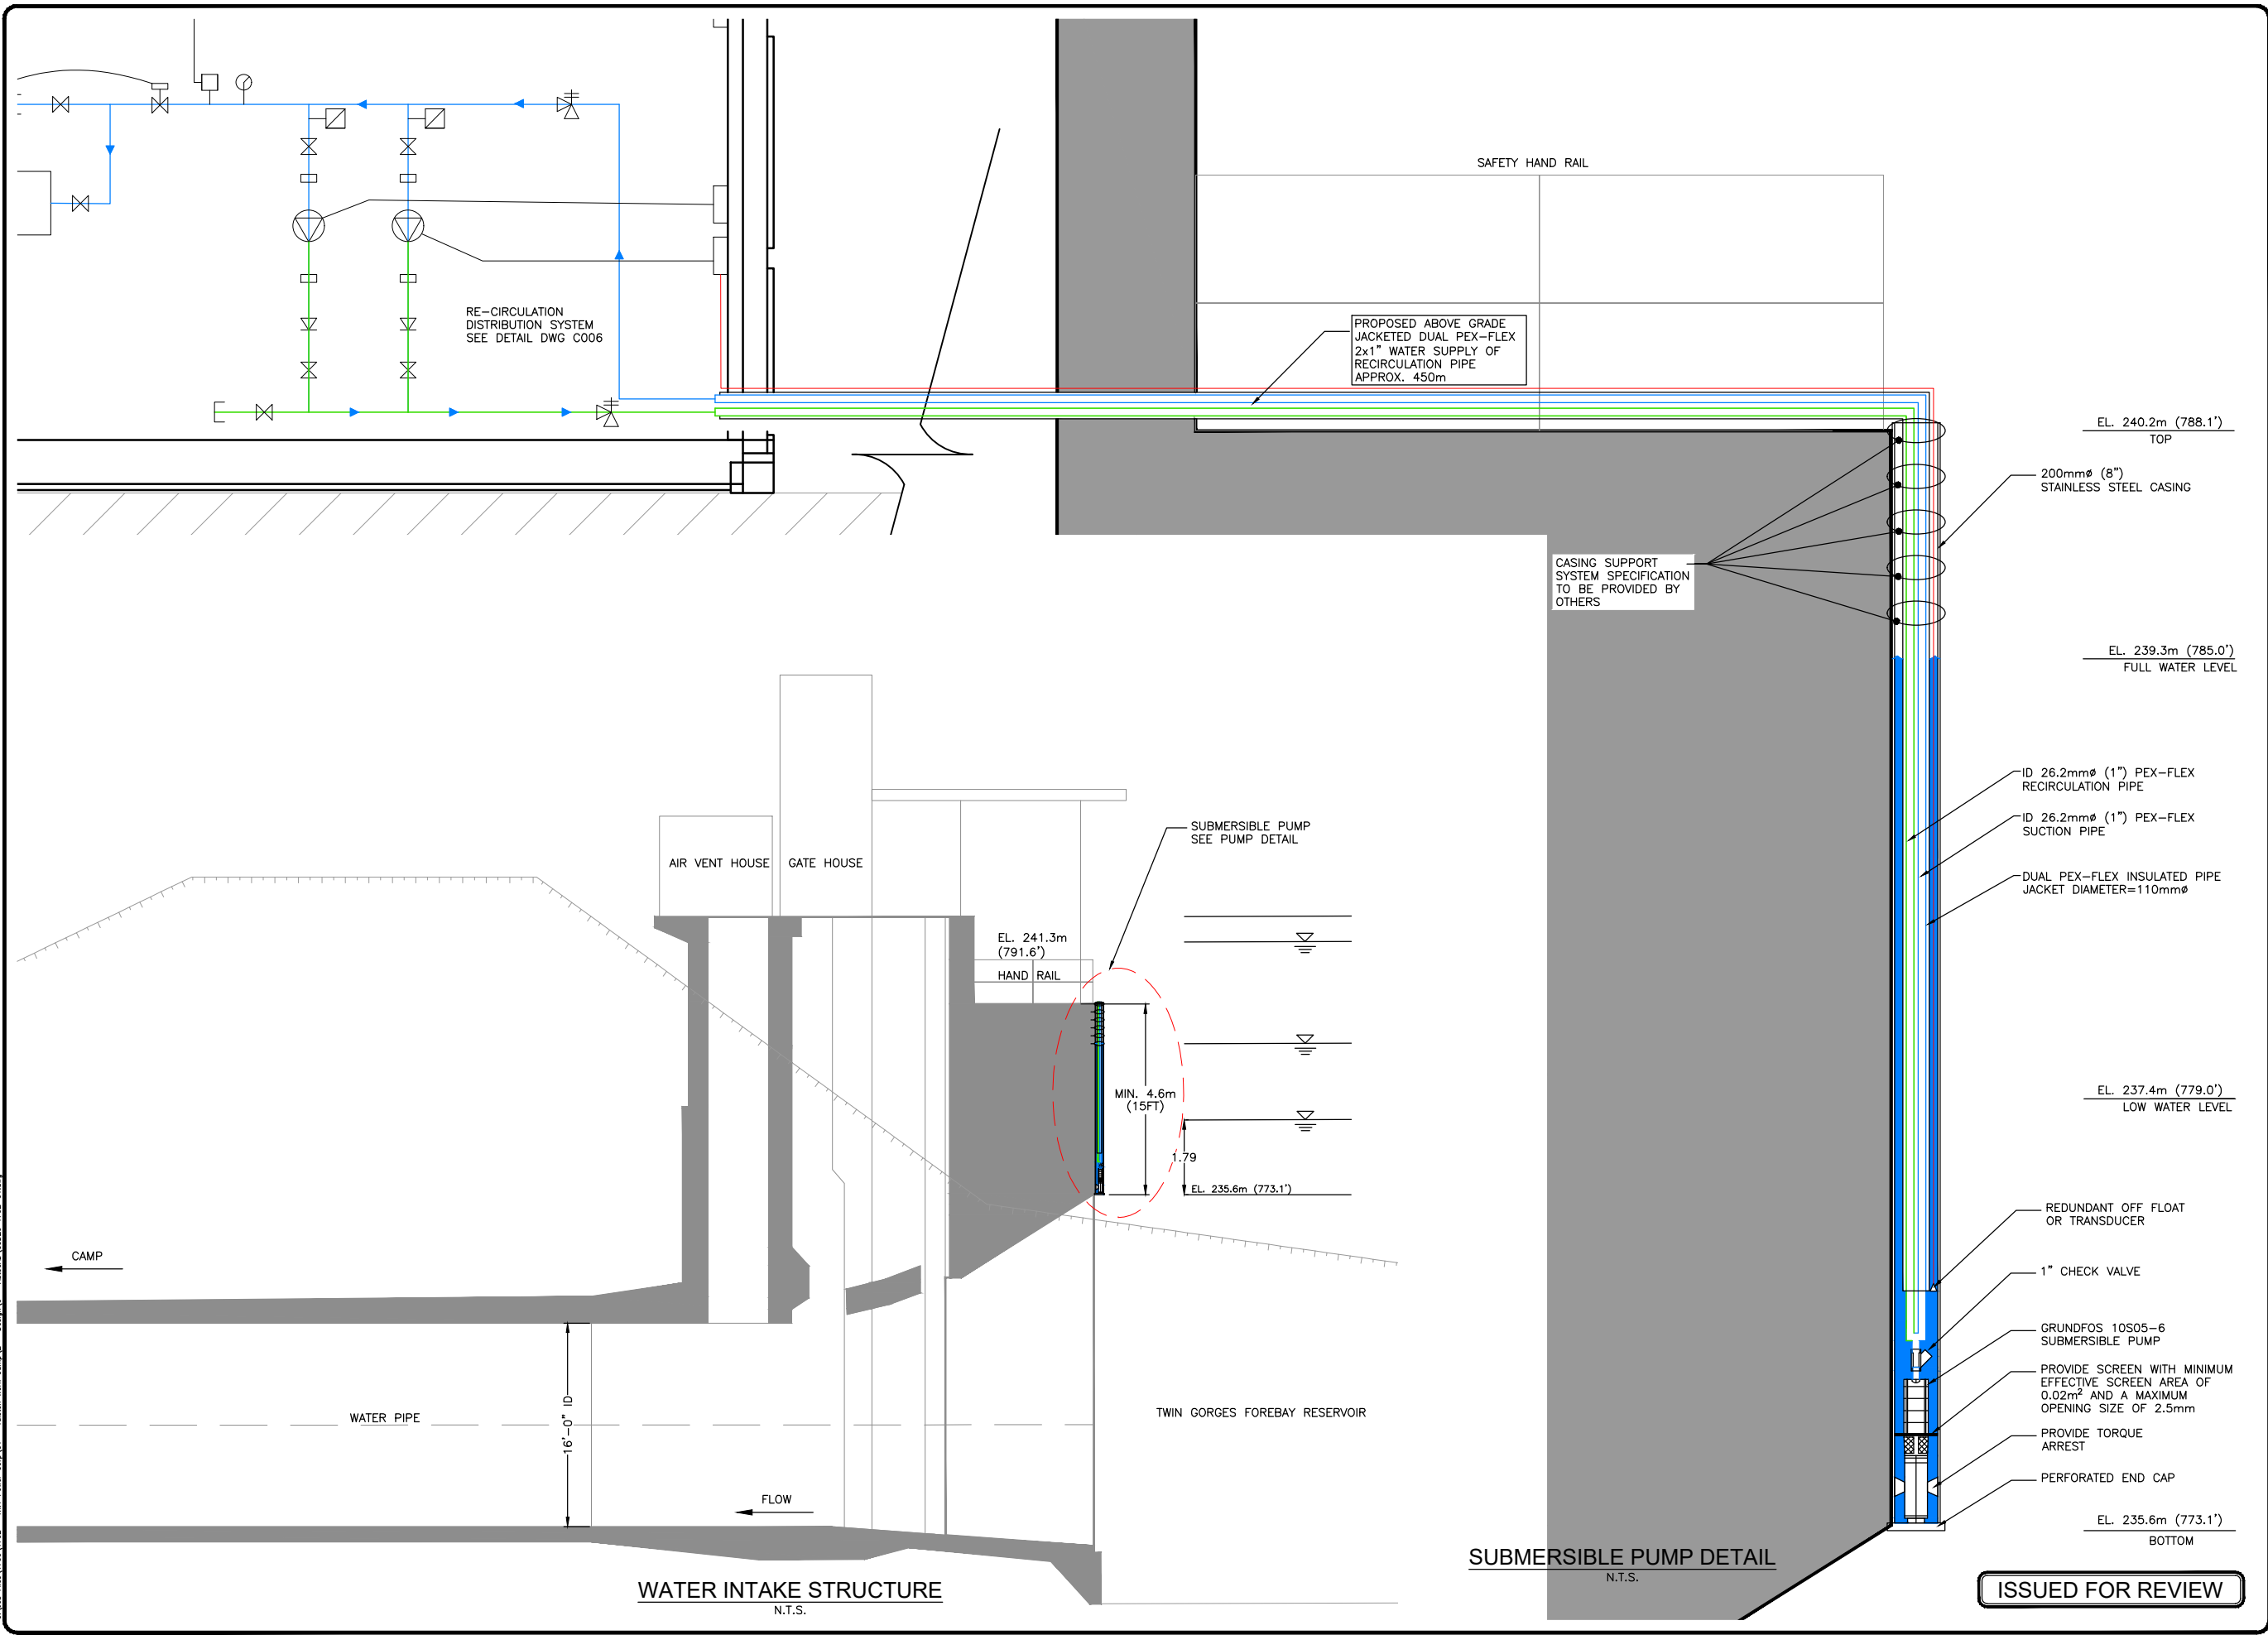 SAFETY HAND RAIL
RE-CIRCULATION
DISTRIBUTION SYSTEM
SEE DETAIL DWG C006
PROPOSED ABOVE GRADE
JACKETED DUAL PEX-FLEX
2x1" WATER SUPPLY OF
RECIRCULATION PIPE
APPROX. 450m
EL. 240.2m (788.1')
TOP
200mmø (8")
STAINLESS STEEL CASING
CASING SUPPORT
SYSTEM SPECIFICATION
TO BE PROVIDED BY
OTHERS
EL. 239.3m (785.0')
FULL WATER LEVEL
ID 26.2mmø (1") PEX-FLEX
RECIRCULATION PIPE
ID 26.2mmø (1") PEX-FLEX
SUCTION PIPE
DUAL PEX-FLEX INSULATED PIPE
JACKET DIAMETER=110mmø
SUBMERSIBLE PUMP
SEE PUMP DETAIL
AIR VENT HOUSE
GATE HOUSE
EL. 241.3m
(791.6')
HAND RAIL
MIN. 4.6m
(15FT)
1.79
EL. 235.6m (773.1')
EL. 237.4m (779.0')
LOW WATER LEVEL
REDUNDANT OFF FLOAT
OR TRANSDUCER
1" CHECK VALVE
GRUNDFOS 10S05-6
SUBMERSIBLE PUMP
PROVIDE SCREEN WITH MINIMUM
EFFECTIVE SCREEN AREA OF
0.02m² AND A MAXIMUM
OPENING SIZE OF 2.5mm
PROVIDE TORQUE
ARREST
PERFORATED END CAP
EL. 235.6m (773.1')
BOTTOM
CAMP
WATER PIPE
16'-0" ID
FLOW
TWIN GORGES FOREBAY RESERVOIR
WATER INTAKE STRUCTURE
N.T.S.
SUBMERSIBLE PUMP DETAIL
N.T.S.
ISSUED FOR REVIEW